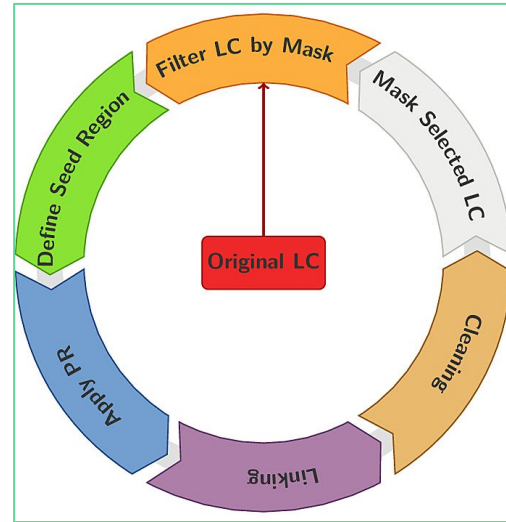 Filter LC by Mask
Mask Selected LC
Cleaning
Linking
Apply PR
Define Seed Region
Original LC